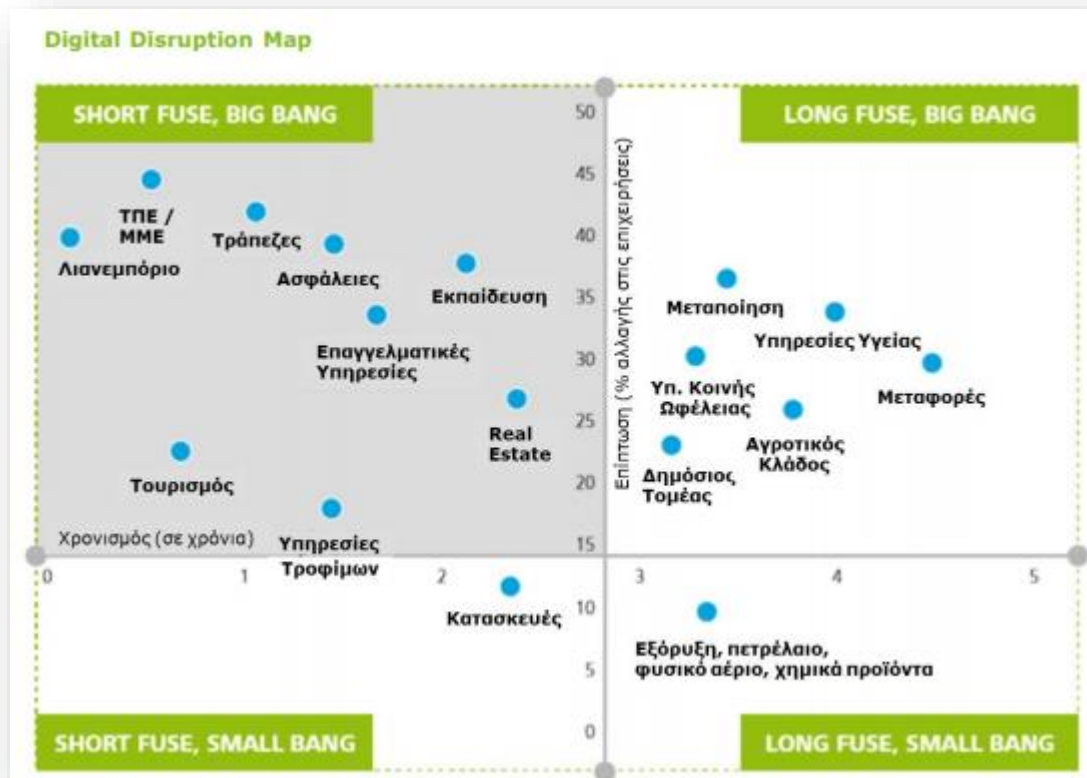 Digital Disruption Map
SHORT FUSE, BIG BANG
LONG FUSE, BIG BANG
ΤΠΕ /
ΜΜΕ
Λιανεμπόριο
Τράπεζες
Ασφάλειες
Εκπαίδευση
Επαγγελματικές
Υπηρεσίες
Real
Estate
Τουρισμός
Υπηρεσίες
Τροφίμων
Χρονισμός (σε χρόνια)
50
45
40
35
30
25
20
15
10
5
0
Επίπτωση (% αλλαγής στις επιχειρήσεις)
Μεταποίηση
Υπηρεσίες Υγείας
Μεταφορές
Υπ. Κοινής
Ωφέλειας
Αγροτικός
Κλάδος
Δημόσιος
Τομέας
0 1 2 3 4 5
Κατασκευές
Εξόρυξη, πετρέλαιο,
φυσικό αέριο, χημικά προϊόντα
SHORT FUSE, SMALL BANG
LONG FUSE, SMALL BANG